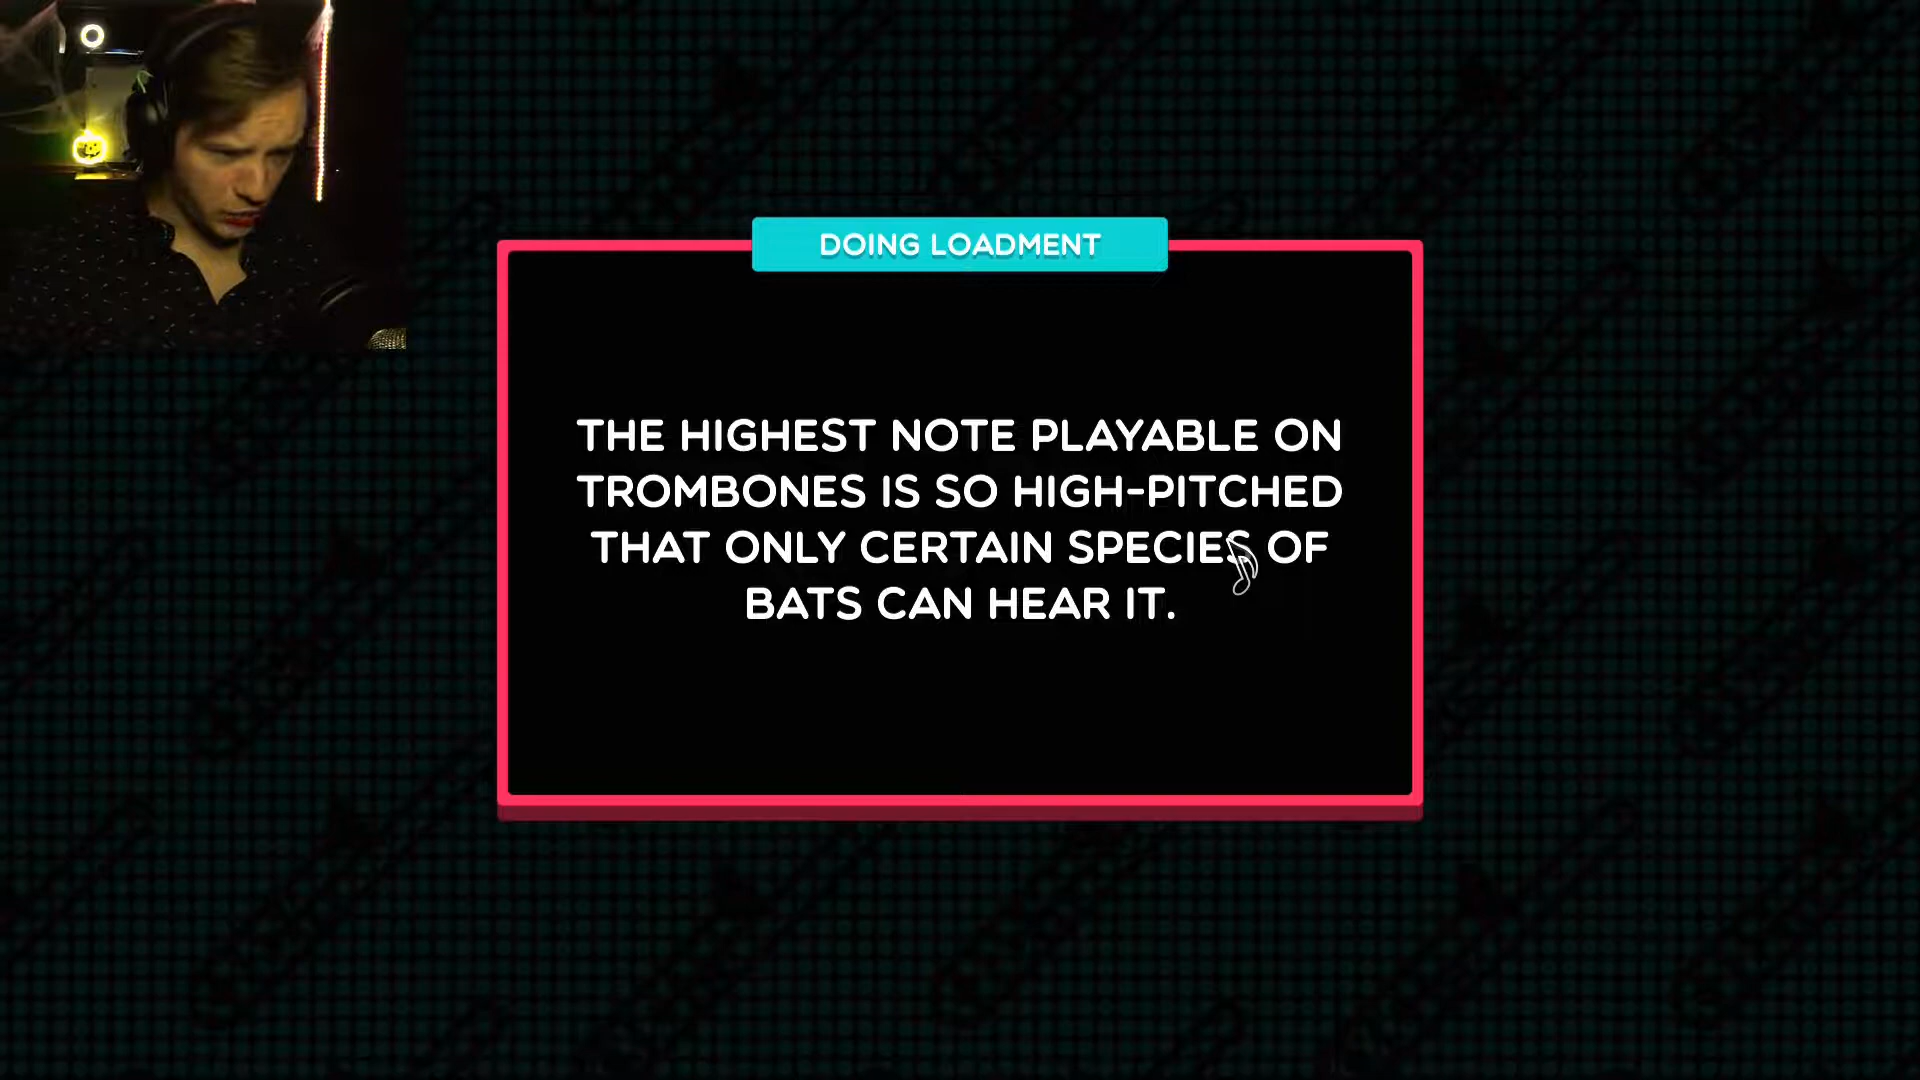 DOING LOADMENT
THE HIGHEST NOTE PLAYABLE ON
TROMBONES IS SO HIGH-PITCHED
THAT ONLY CERTAIN SPECIES OF
BATS CAN HEAR IT.